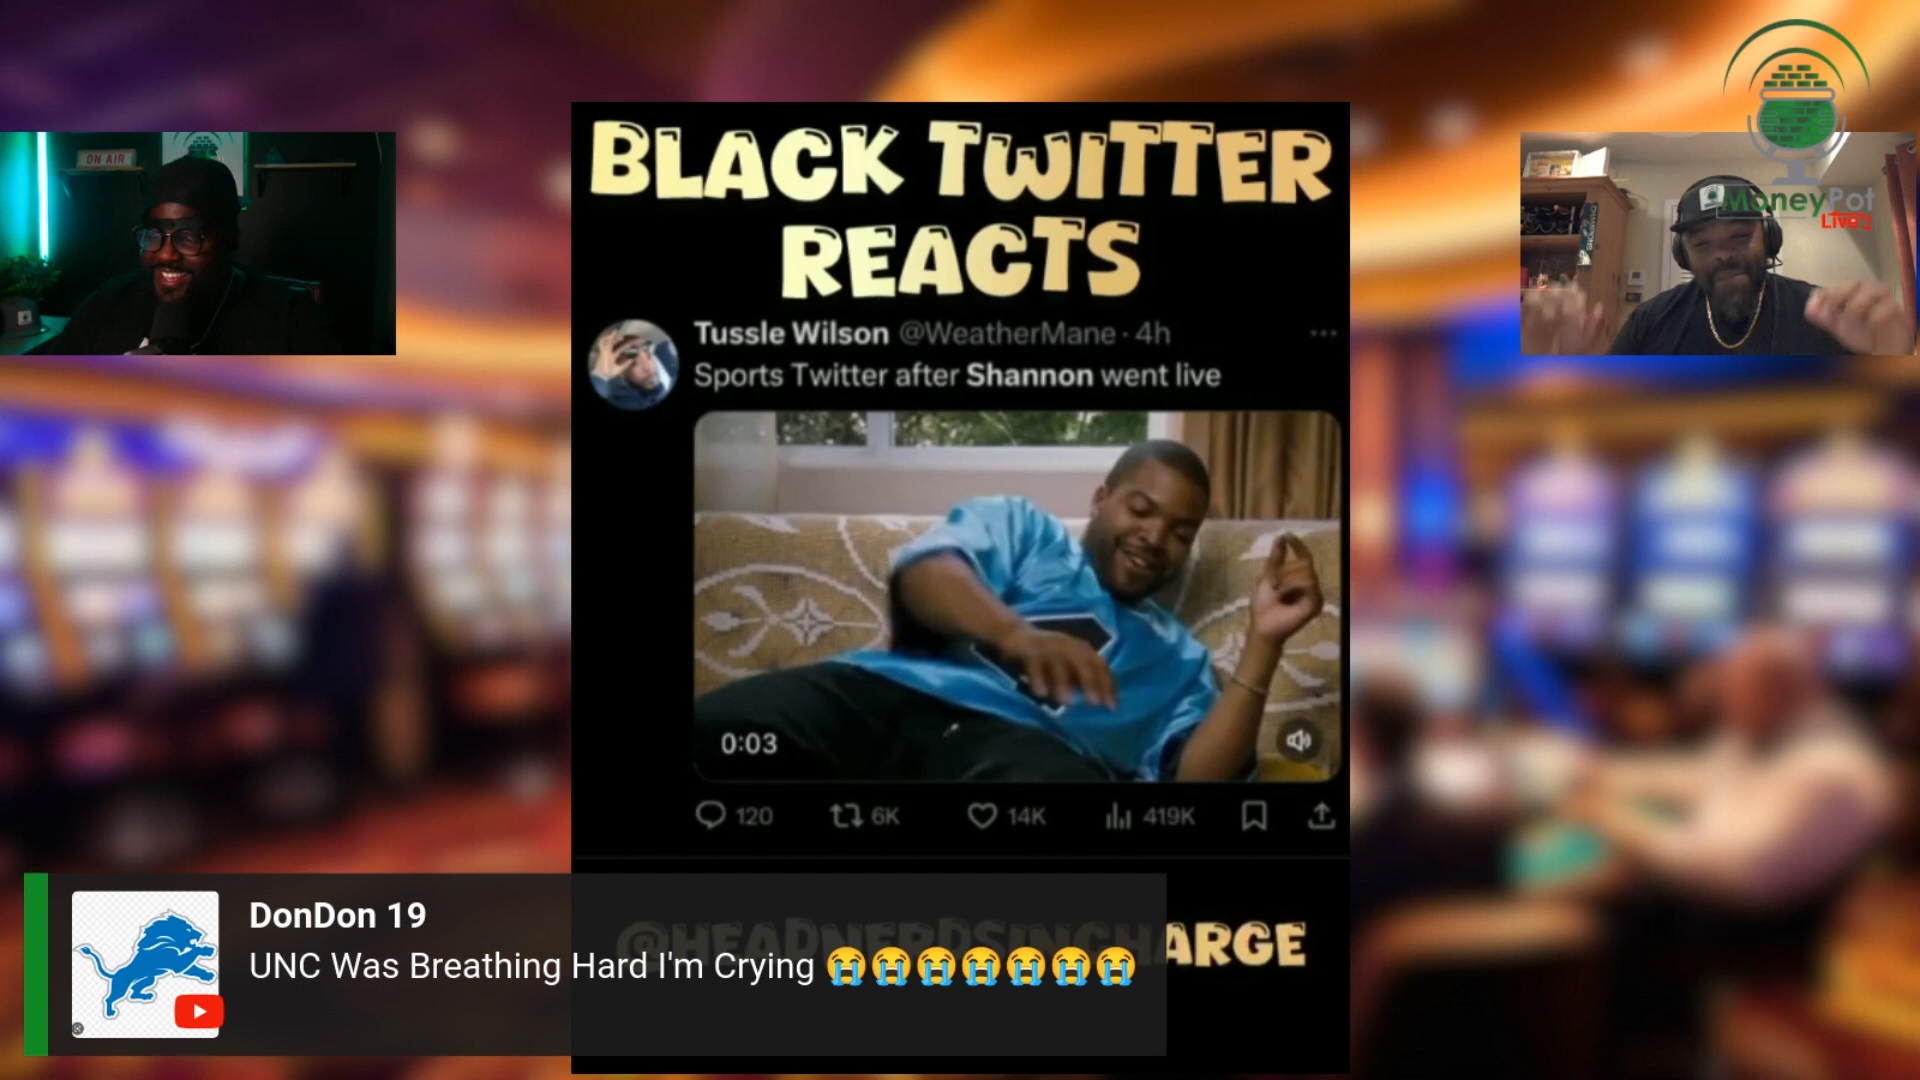 ON AIR
MoneyPot
Live's
BLACK TWITTER
REACTS
Tussle Wilson @WeatherMane · 4h
Sports Twitter after Shannon went live
0:03
120 6K 14K 419K
@HEADNERDSINCHARGE
DonDon 19
UNC Was Breathing Hard I'm Crying 😭😭😭😭😭😭😭